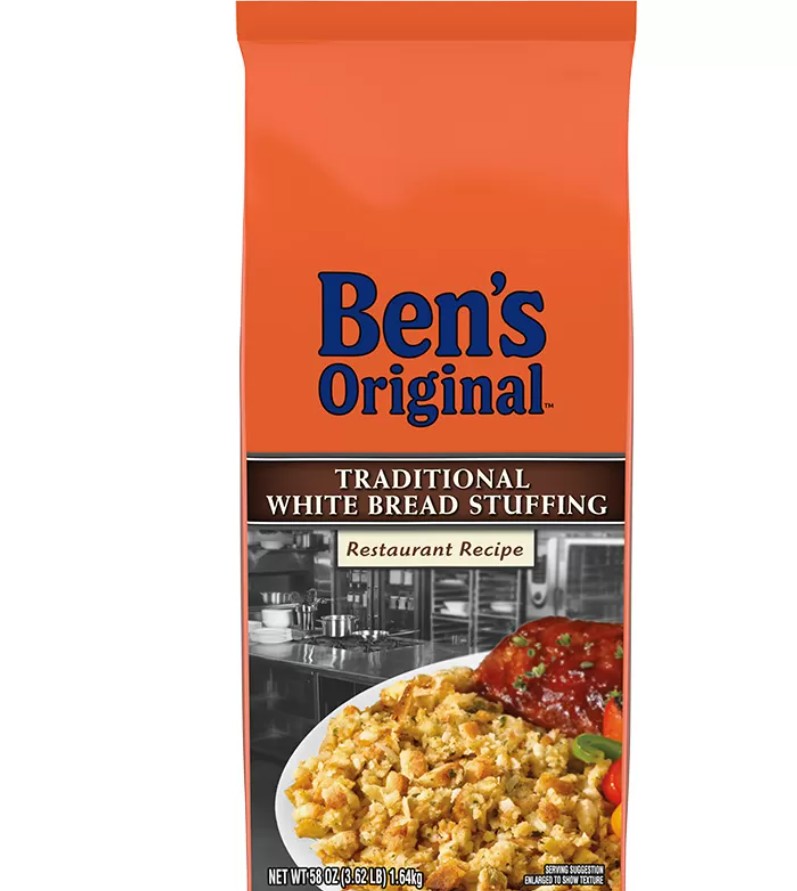 Ben's
Original™
TRADITIONAL
WHITE BREAD STUFFING
Restaurant Recipe
NET WT 58 OZ (3.62 LB) 1.64kg
SERVING SUGGESTION
ENLARGED TO SHOW TEXTURE